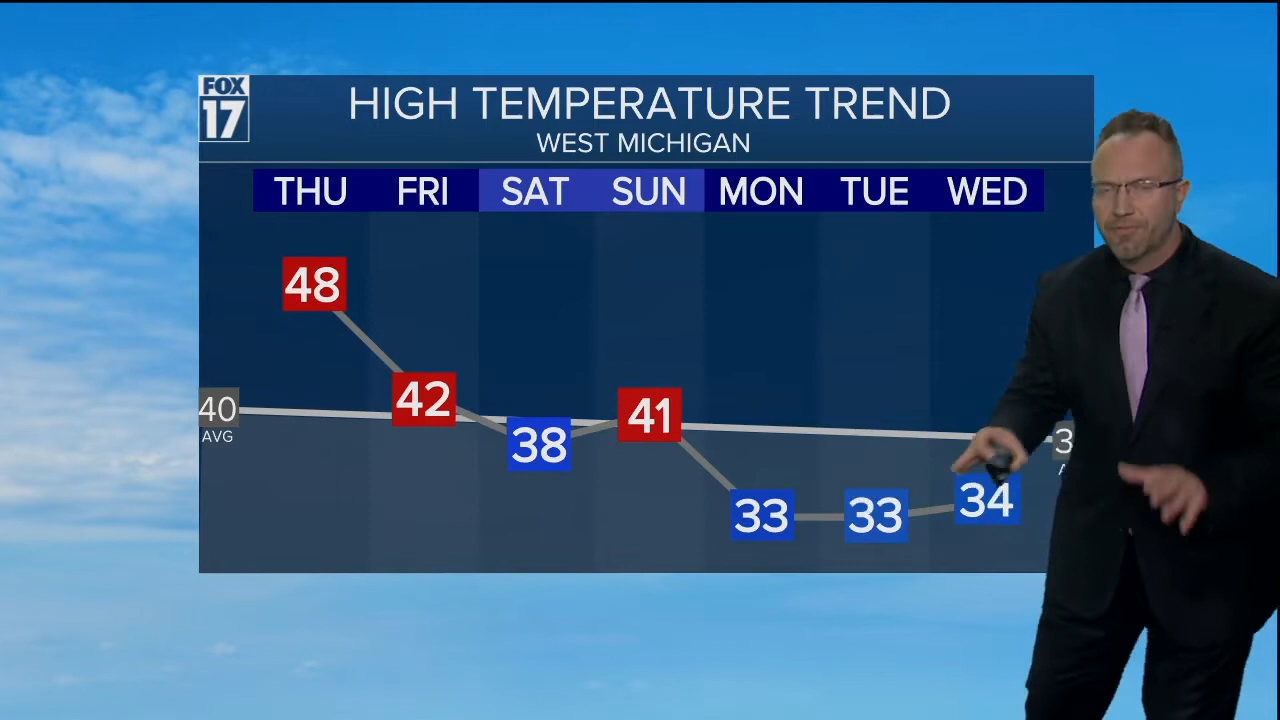 FOX
17
HIGH TEMPERATURE TREND
WEST MICHIGAN
THU FRI SAT SUN MON TUE WED
48
42
38
41
33
33
34
40
AVG
3